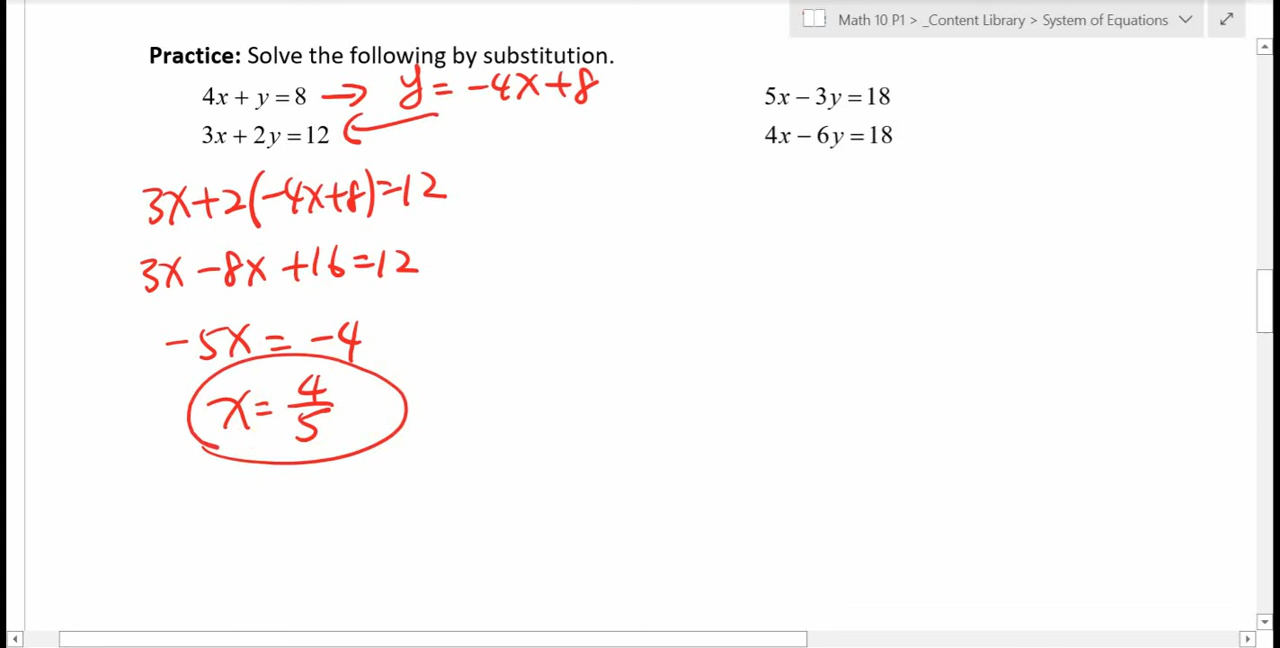 Math 10 P1 > _Content Library > System of Equations
Practice: Solve the following by substitution.
4x + y = 8 → y = -4x+8
3x + 2y = 12
3x+2(-4x+8)=12
3x -8x +16=12
-5x = -4
x = 4/5
5x − 3y = 18
4x − 6y = 18